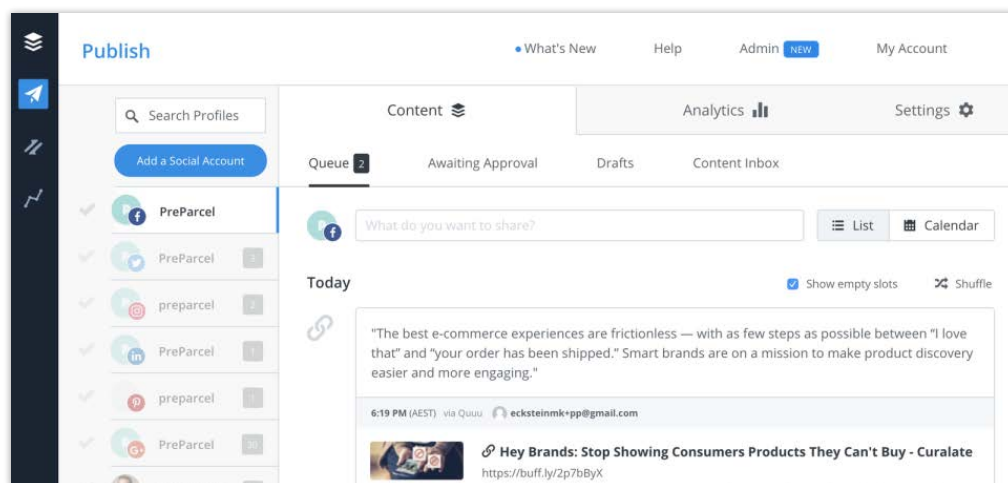 Publish
What's New
Help
Admin NEW
My Account
Search Profiles
Add a Social Account
PreParcel
PreParcel
preparcel 2
PreParcel 1
preparcel
PreParcel 30
Content
Analytics
Settings
Queue 2
Awaiting Approval
Drafts
Content Inbox
What do you want to share?
List
Calendar
Today
Show empty slots
Shuffle
"The best e-commerce experiences are frictionless — with as few steps as possible between “I love
that” and “your order has been shipped.” Smart brands are on a mission to make product discovery
easier and more engaging."
6:19 PM (AEST) via Quuu ecksteinmk+pp@gmail.com
Hey Brands: Stop Showing Consumers Products They Can't Buy - Curalate
https://buff.ly/2p7bByX